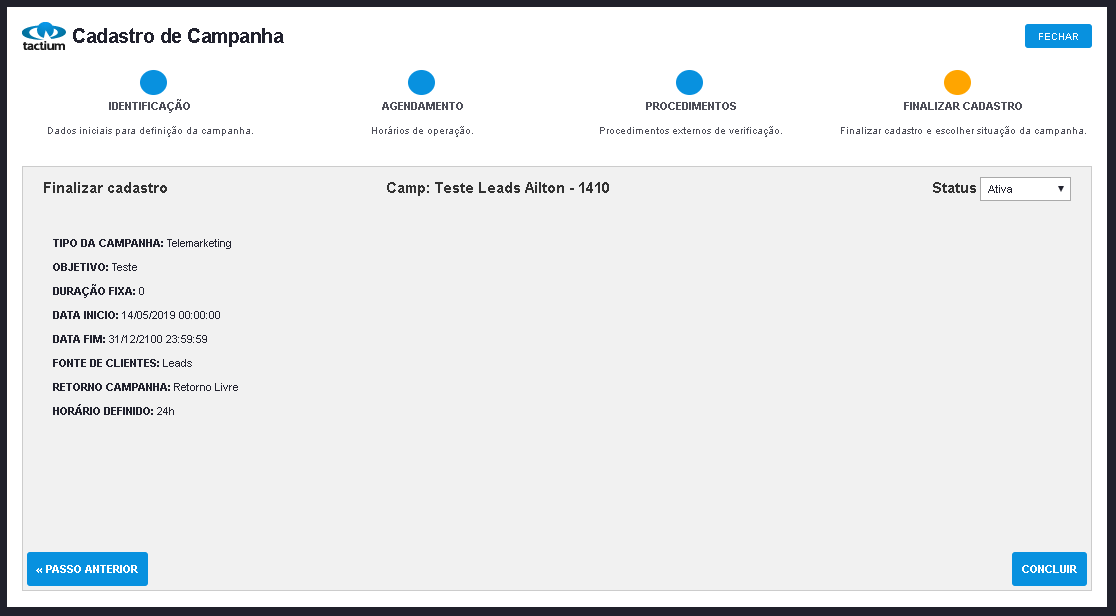 tactium
Cadastro de Campanha
FECHAR
IDENTIFICAÇÃO
Dados iniciais para definição da campanha.
AGENDAMENTO
Horários de operação.
PROCEDIMENTOS
Procedimentos externos de verificação.
FINALIZAR CADASTRO
Finalizar cadastro e escolher situação da campanha.
Finalizar cadastro
Camp: Teste Leads Ailton - 1410
Status Ativa
TIPO DA CAMPANHA: Telemarketing
OBJETIVO: Teste
DURAÇÃO FIXA: 0
DATA INICIO: 14/05/2019 00:00:00
DATA FIM: 31/12/2100 23:59:59
FONTE DE CLIENTES: Leads
RETORNO CAMPANHA: Retorno Livre
HORÁRIO DEFINIDO: 24h
« PASSO ANTERIOR
CONCLUIR